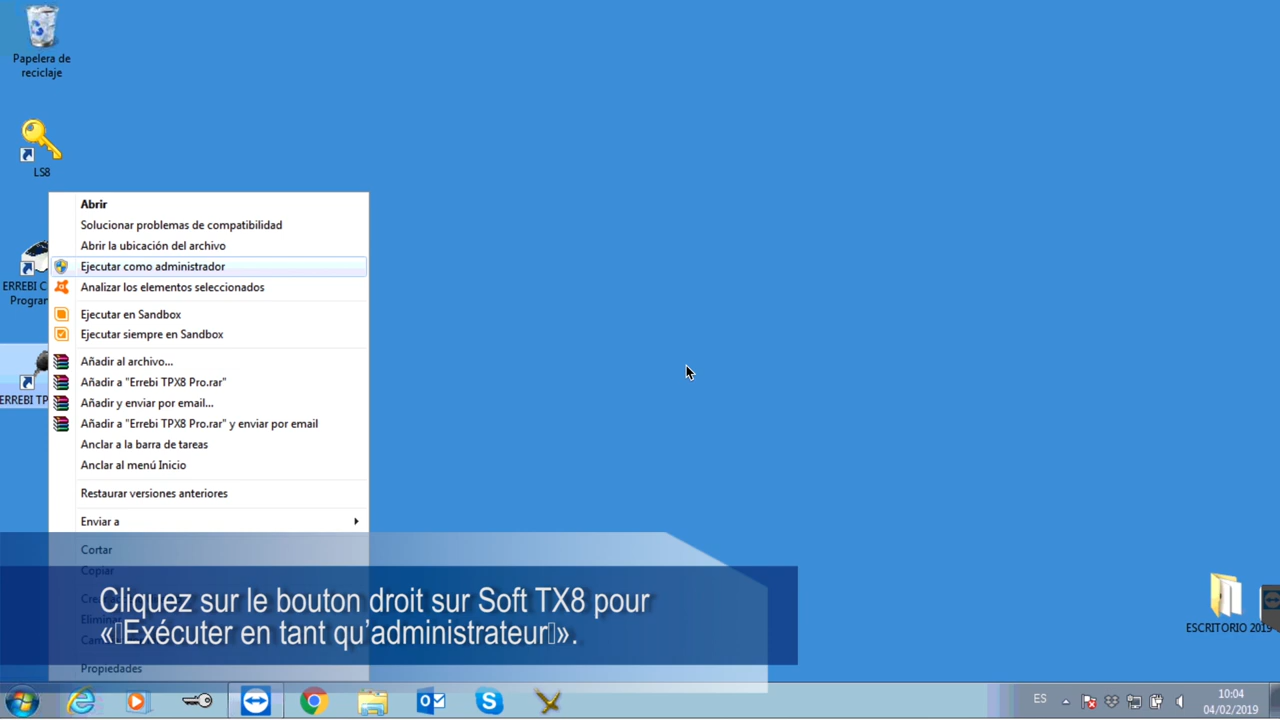 Papelera de
reciclaje
LS8
ERREBI C
Progran
ERREBI TP
Abrir
Solucionar problemas de compatibilidad
Abrir la ubicación del archivo
Ejecutar como administrador
Analizar los elementos seleccionados
Ejecutar en Sandbox
Ejecutar siempre en Sandbox
Añadir al archivo...
Añadir a "Errebi TPX8 Pro.rar"
Añadir y enviar por email...
Añadir a "Errebi TPX8 Pro.rar" y enviar por email
Anclar a la barra de tareas
Anclar al menú Inicio
Restaurar versiones anteriores
Enviar a
Cortar
Copiar
Propiedades
Cliquez sur le bouton droit sur Soft TX8 pour
« Exécuter en tant qu’administrateur ».
ESCRITORIO 2019
ES
10:04
04/02/2019